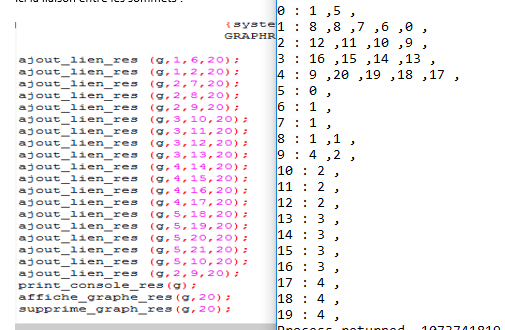 la liaison entre les sommets :
{syste
GRAPHR
ajout_lien_res (g,1,6,20);
ajout_lien_res (g,1,2,20);
ajout_lien_res (g,2,7,20);
ajout_lien_res (g,2,8,20);
ajout_lien_res (g,2,9,20);
ajout_lien_res (g,3,10,20);
ajout_lien_res (g,3,11,20);
ajout_lien_res (g,3,12,20);
ajout_lien_res (g,3,13,20);
ajout_lien_res (g,4,14,20);
ajout_lien_res (g,4,15,20);
ajout_lien_res (g,4,16,20);
ajout_lien_res (g,4,17,20);
ajout_lien_res (g,5,18,20);
ajout_lien_res (g,5,19,20);
ajout_lien_res (g,5,20,20);
ajout_lien_res (g,5,21,20);
ajout_lien_res (g,5,10,20);
ajout_lien_res (g,2,9,20);
print_console_res(g);
affiche_graphe_res(g,20);
supprime_graph_res(g,20);
0 : 1 ,5 ,
1 : 8 ,8 ,7 ,6 ,0 ,
2 : 12 ,11 ,10 ,9 ,
3 : 16 ,15 ,14 ,13 ,
4 : 9 ,20 ,19 ,18 ,17 ,
5 : 0 ,
6 : 1 ,
7 : 1 ,
8 : 1 ,1 ,
9 : 4 ,2 ,
10 : 2 ,
11 : 2 ,
12 : 2 ,
13 : 3 ,
14 : 3 ,
15 : 3 ,
16 : 3 ,
17 : 4 ,
18 : 4 ,
19 : 4 ,
Process returned -1073741819